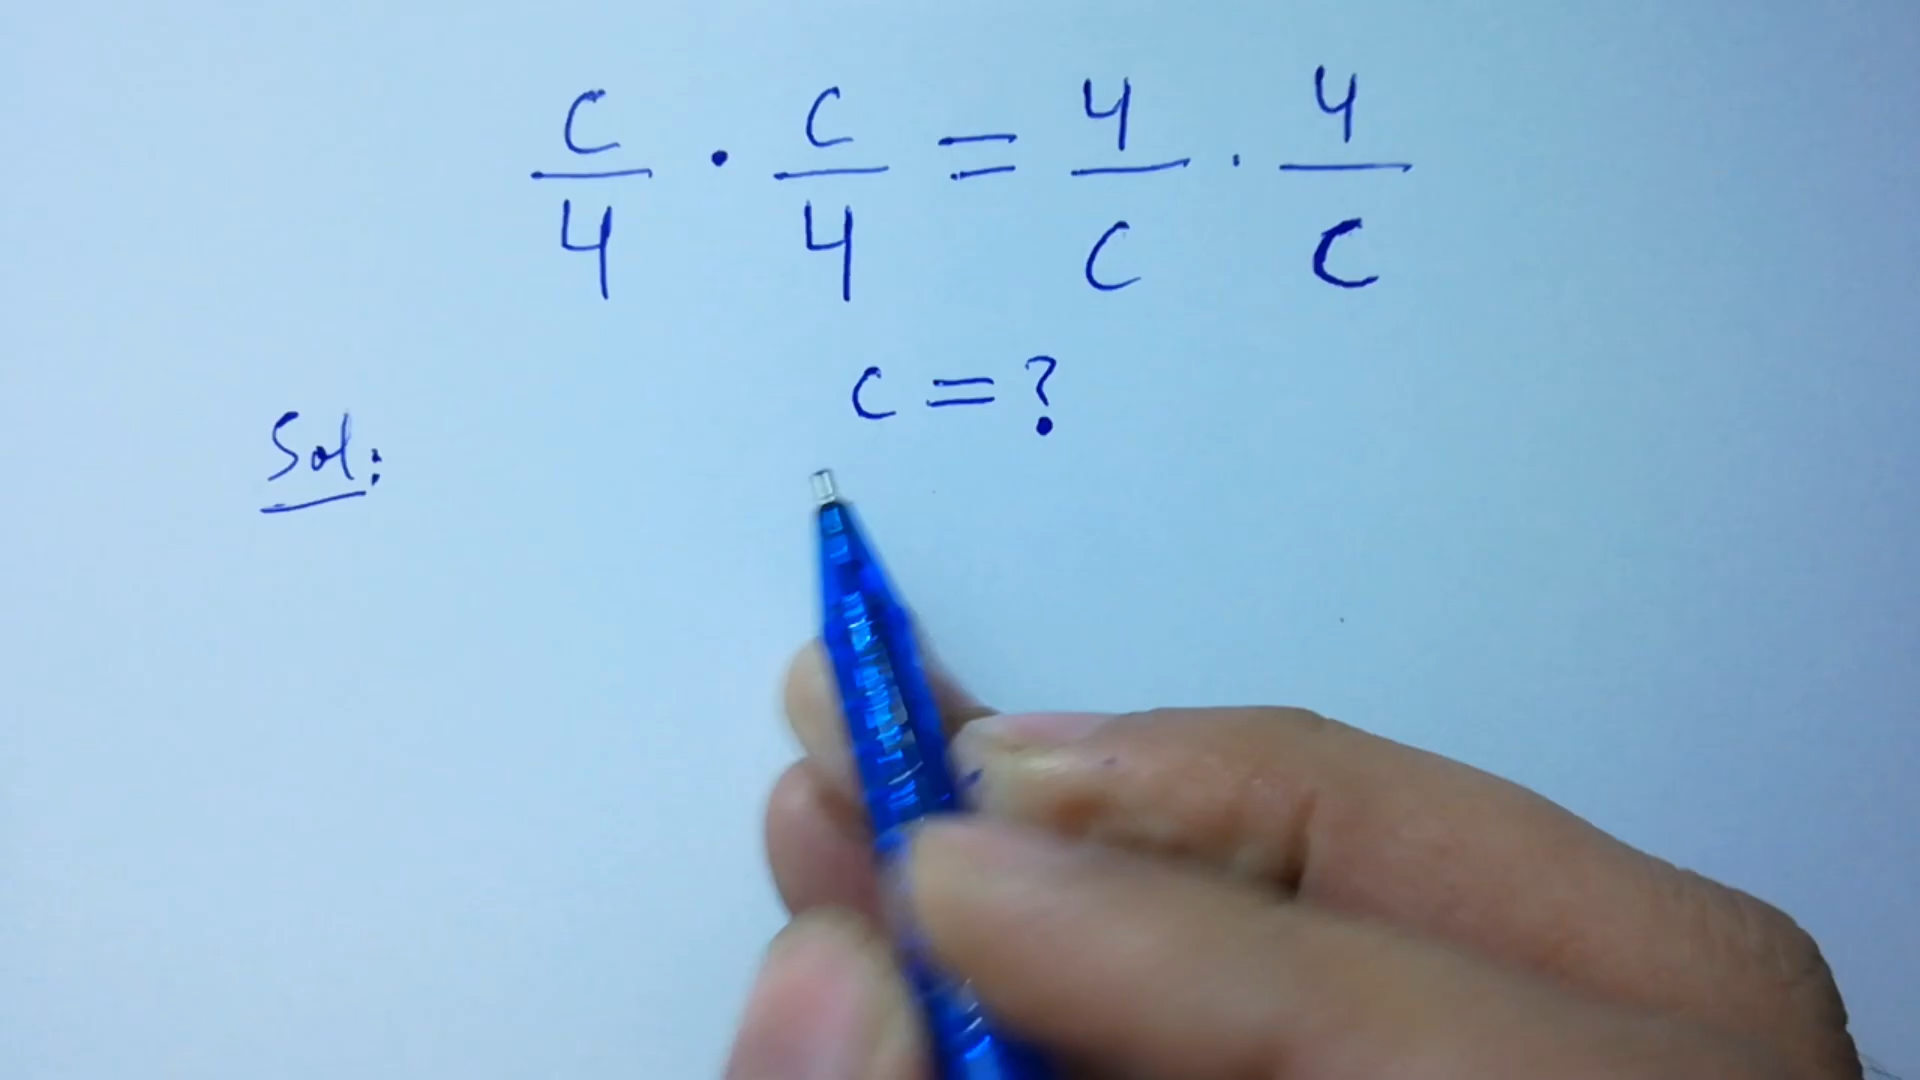 c/4 · c/4 = 4/c · 4/c
c = ?
Sol: